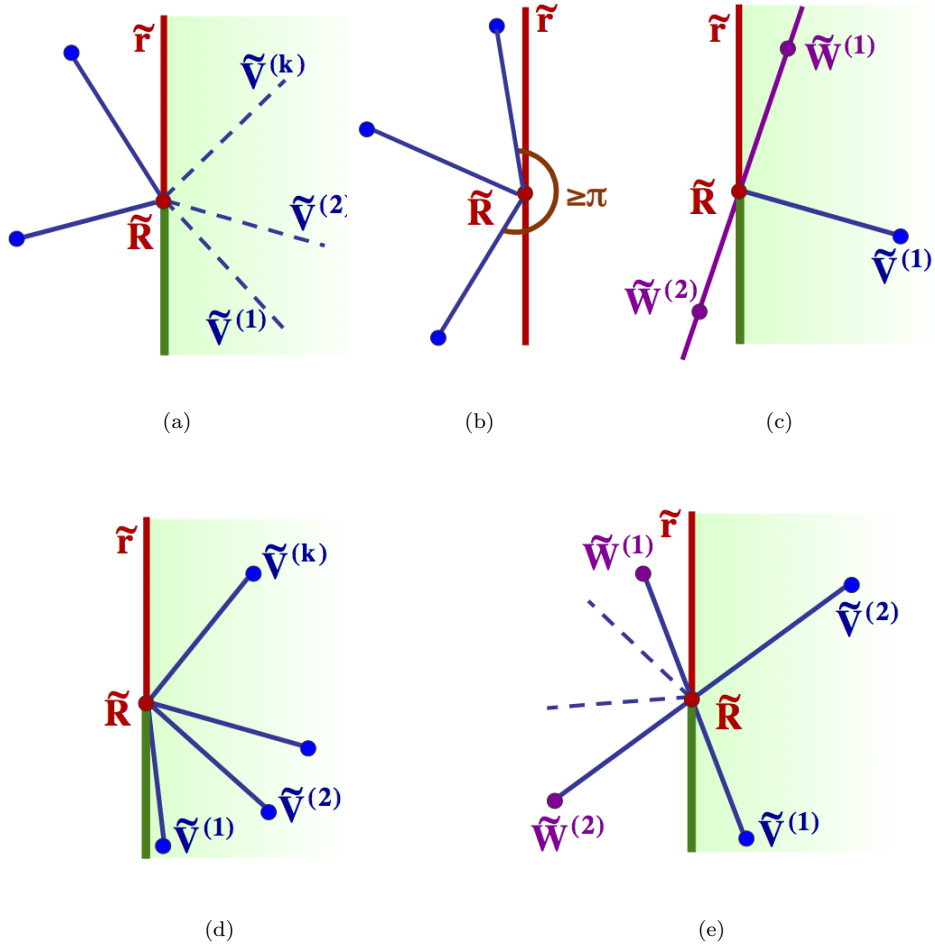 r̃ Ṽ⁽ᵏ⁾ R̃ Ṽ⁽²⁾ Ṽ⁽¹⁾
r̃ R̃ ≥π
r̃ W̃⁽¹⁾ R̃ Ṽ⁽¹⁾ W̃⁽²⁾
(a) (b) (c)
r̃ Ṽ⁽ᵏ⁾ R̃ Ṽ⁽²⁾ Ṽ⁽¹⁾
r̃ W̃⁽¹⁾ Ṽ⁽²⁾ R̃ W̃⁽²⁾ Ṽ⁽¹⁾
(d) (e)